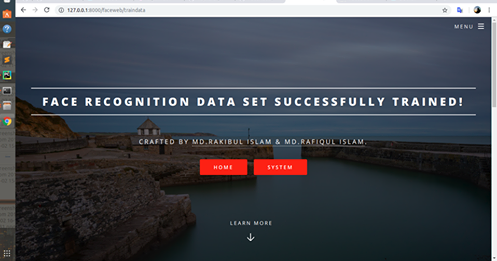 127.0.0.1:8000/faceweb/traindata
MENU
FACE RECOGNITION DATA SET SUCCESSFULLY TRAINED!
CRAFTED BY MD.RAKIBUL ISLAM & MD.RAFIQUL ISLAM.
HOME SYSTEM
LEARN MORE